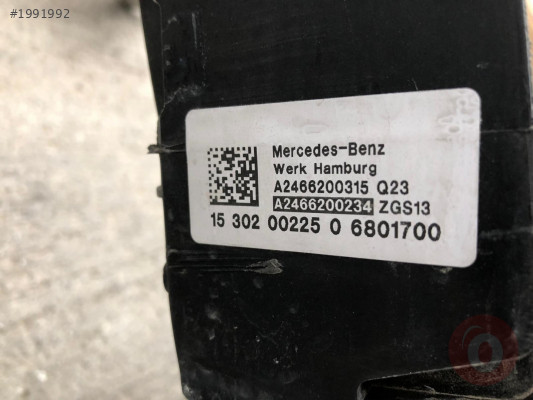 #1991992
Mercedes-Benz
Werk Hamburg
A2466200315 Q23
A2466200234 ZGS13
15 302 00225 0 6801700